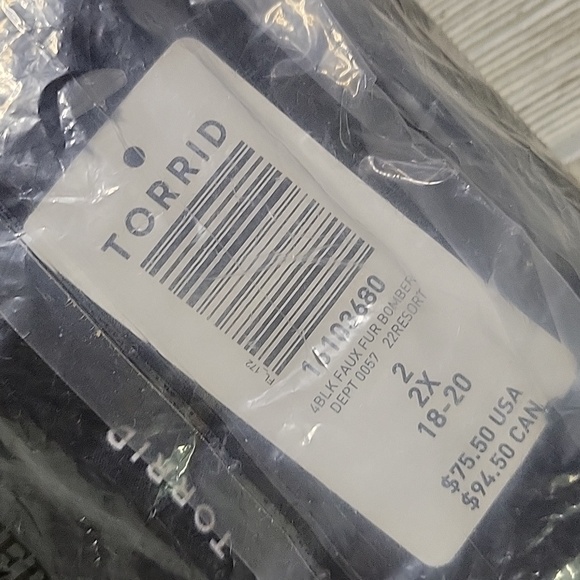 TORRID
4BLK FAUX FUR BOMBER
DEPT 0057 22RESORT
2
2X
18-20
$75.50 USA
$94.50 CAN
TORRID